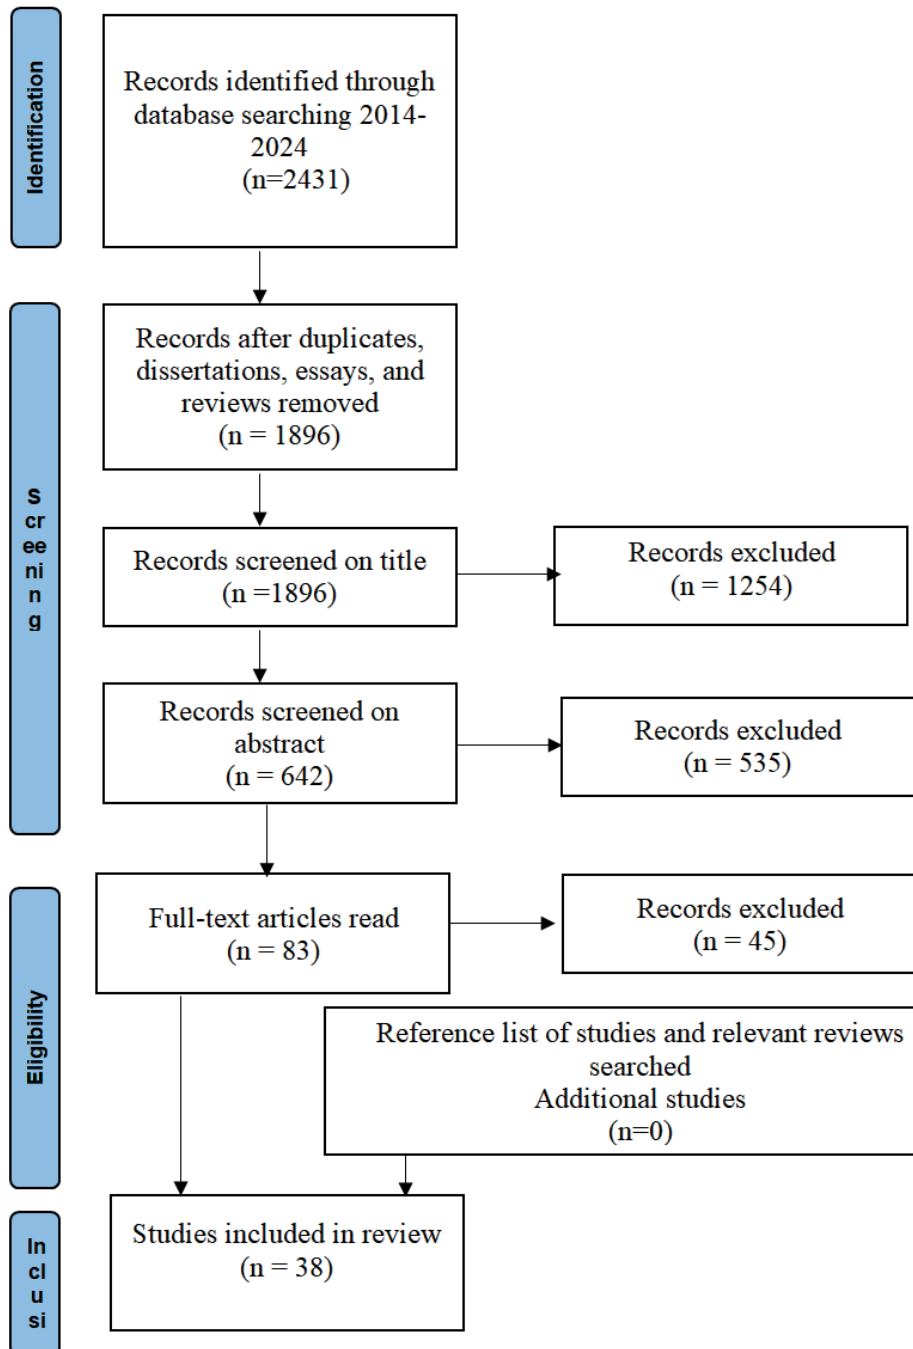 Identification
Records identified through
database searching 2014-
2024
(n=2431)
S
cr
ee
ni
n
g
Records after duplicates,
dissertations, essays, and
reviews removed
(n = 1896)
Records screened on title
(n =1896)
Records excluded
(n = 1254)
Records screened on
abstract
(n = 642)
Records excluded
(n = 535)
Eligibility
Full-text articles read
(n = 83)
Records excluded
(n = 45)
Reference list of studies and relevant reviews
searched
Additional studies
(n=0)
In
cl
u
si
Studies included in review
(n = 38)